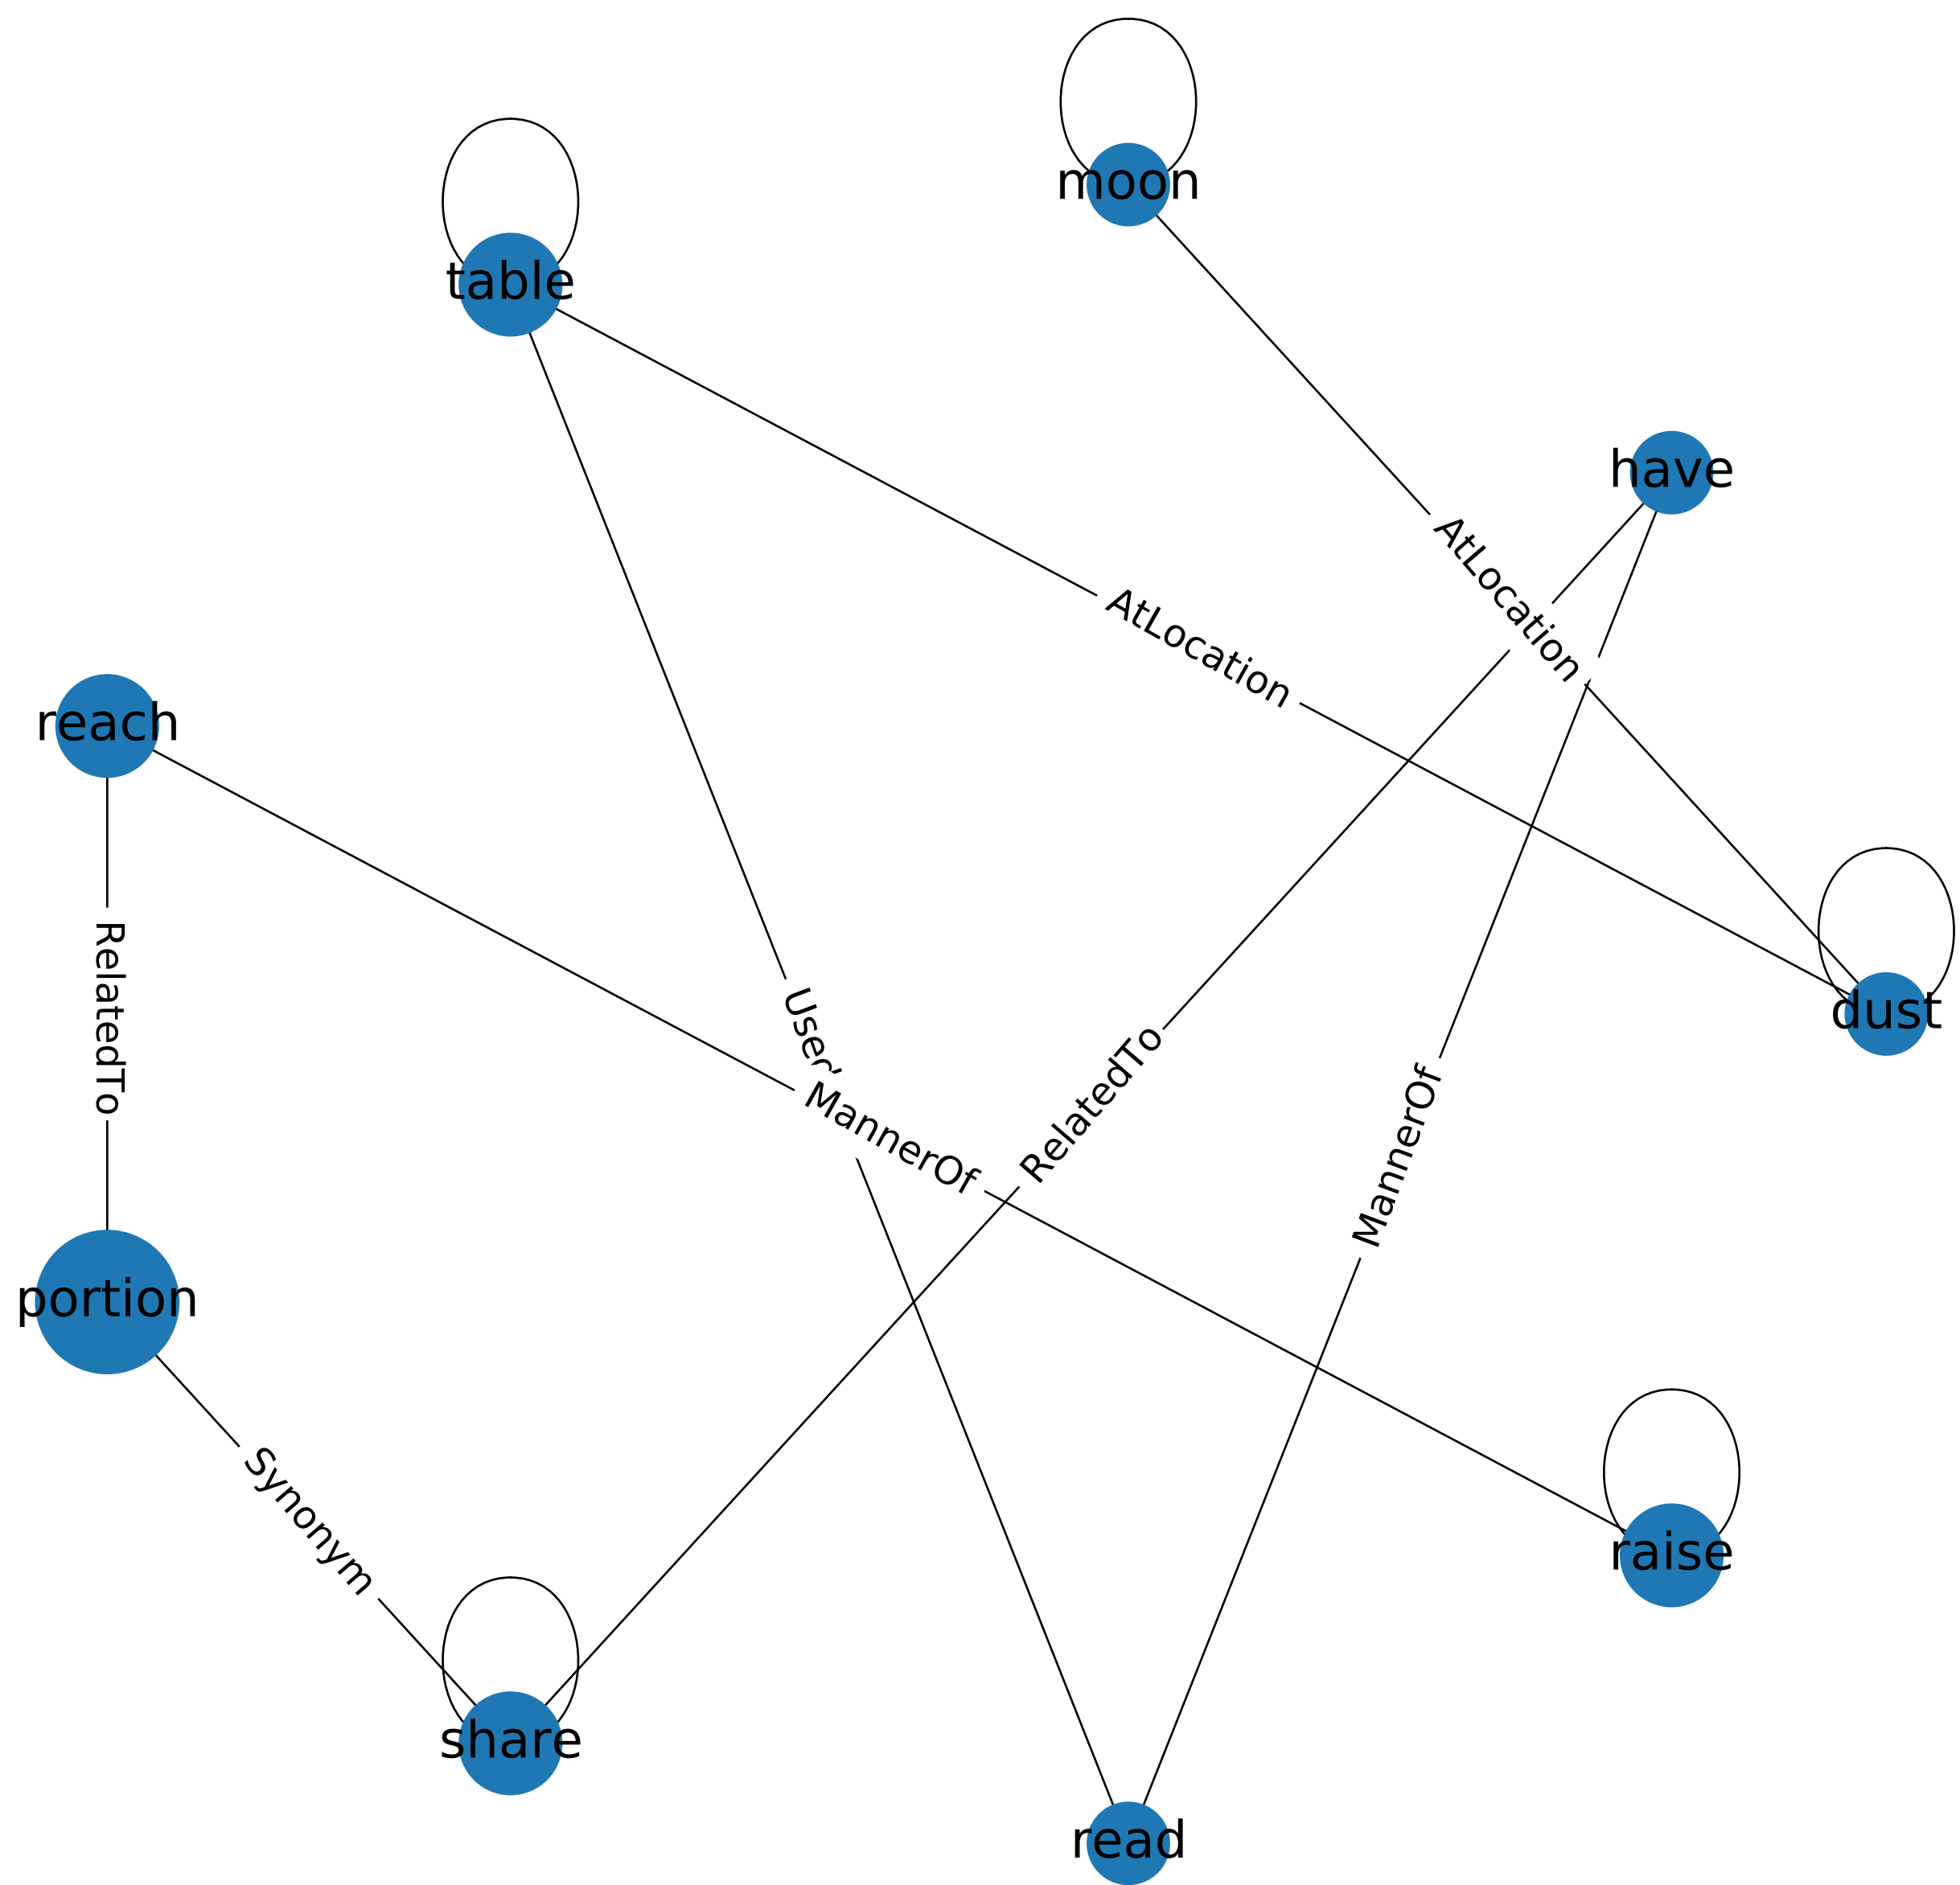 moon
table
have
AtLocation
AtLocation
reach
RelatedTo
dust
MannerOf
RelatedTo
MannerOf
portion
Synonym
raise
share
read